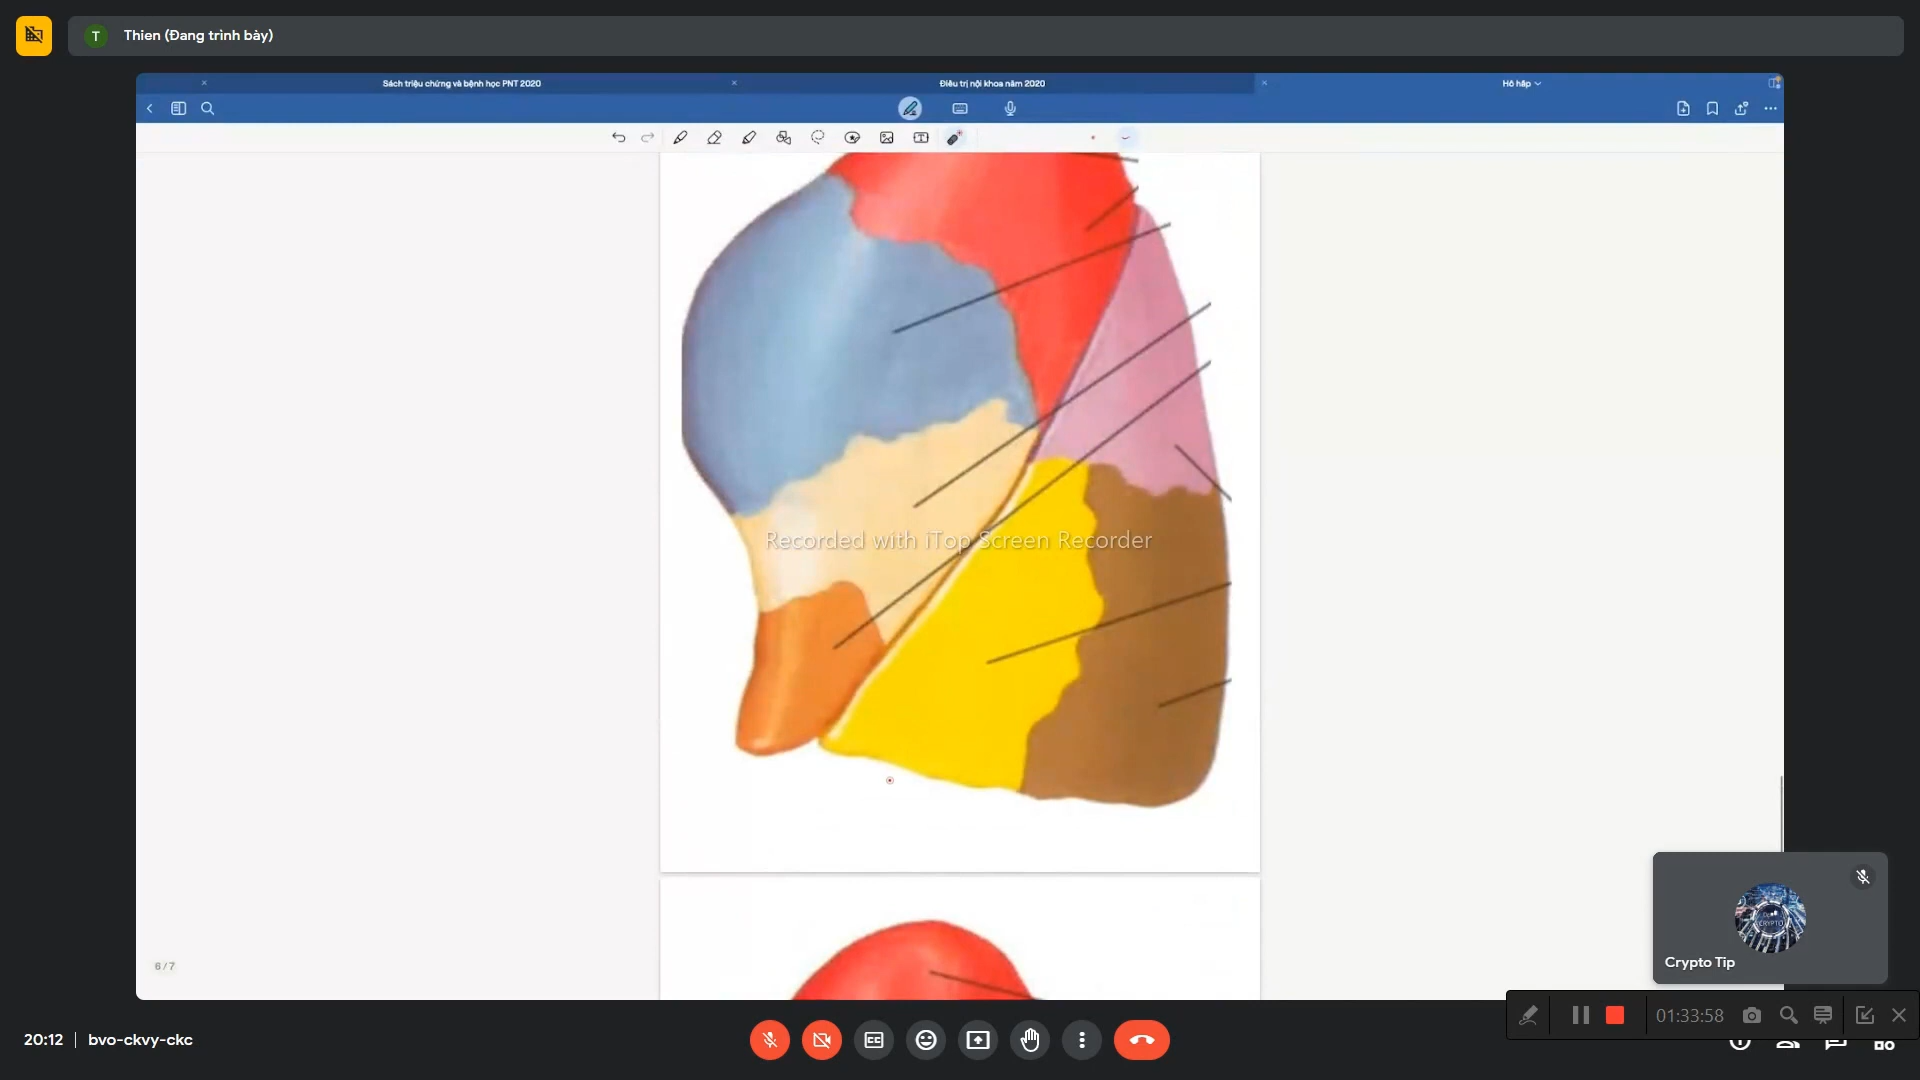 T Thien (Đang trình bày)
Sách triệu chứng và bệnh học PNT 2020
Điều trị nội khoa năm 2020
Hô hấp
Recorded with iTop Screen Recorder
6 / 7
Crypto Tip
01:33:58
20:12 | bvo-ckvy-ckc